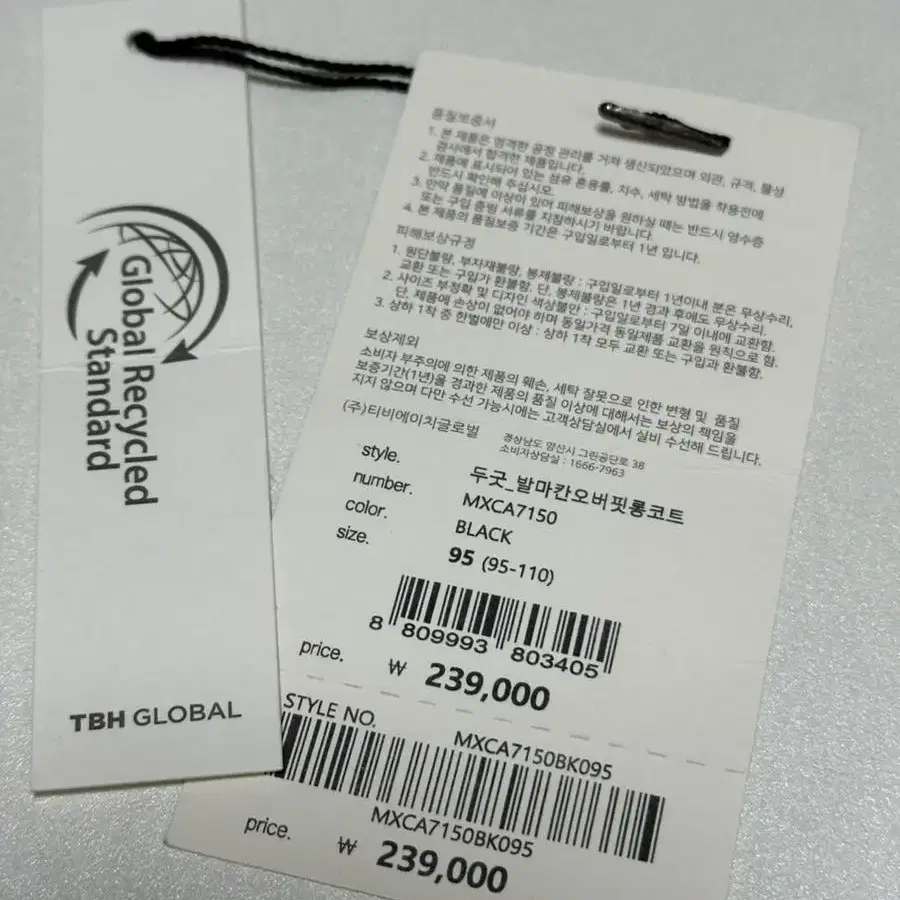 Global Recycled
Standard
TBH GLOBAL
품질보증서
1. 본 제품은 엄격한 공정 관리를 거쳐 생산되었으며 외관, 규격, 물성
검사에서 합격한 제품입니다.
2. 제품에 표시되어 있는 섬유 혼용률, 치수, 세탁 방법을 착용전에
반드시 확인해 주십시오.
3. 만약 품질에 이상이 있어 피해보상을 원하실 때는 반드시 영수증
또는 구입 증빙 서류를 지참하시기 바랍니다.
4. 본 제품의 품질보증 기간은 구입일로부터 1년 입니다.
피해보상규정
1. 원단불량, 부자재불량, 봉제불량 : 구입일로부터 1년이내 분은 무상수리,
교환 또는 구입가 환불함. 단, 봉제불량은 1년 경과 후에도 무상수리.
2. 사이즈 부정확 및 디자인 색상불만 : 구입일로부터 7일 이내에 교환함.
단, 제품에 손상이 없어야 하며 동일가격 동일제품 교환을 원칙으로 함.
3. 상하 1착 중 한벌에만 이상 : 상하 1착 모두 교환 또는 구입과 환불함.
보상제외
소비자 부주의에 의한 제품의 훼손, 세탁 잘못으로 인한 변형 및 품질
보증기간(1년)을 경과한 제품의 품질 이상에 대해서는 보상의 책임을
지지 않으며 다만 수선 가능시에는 고객상담실에서 실비 수선해 드립니다.
(주)티비에이치글로벌 경상남도 양산시 그린공단로 38
소비자상담실 : 1666-7963
style. 두굿_발마칸오버핏롱코트
number. MXCA7150
color. BLACK
size. 95 (95-110)
8 809993 803405
price. ₩ 239,000
STYLE NO. MXCA7150BK095
MXCA7150BK095
price. ₩ 239,000